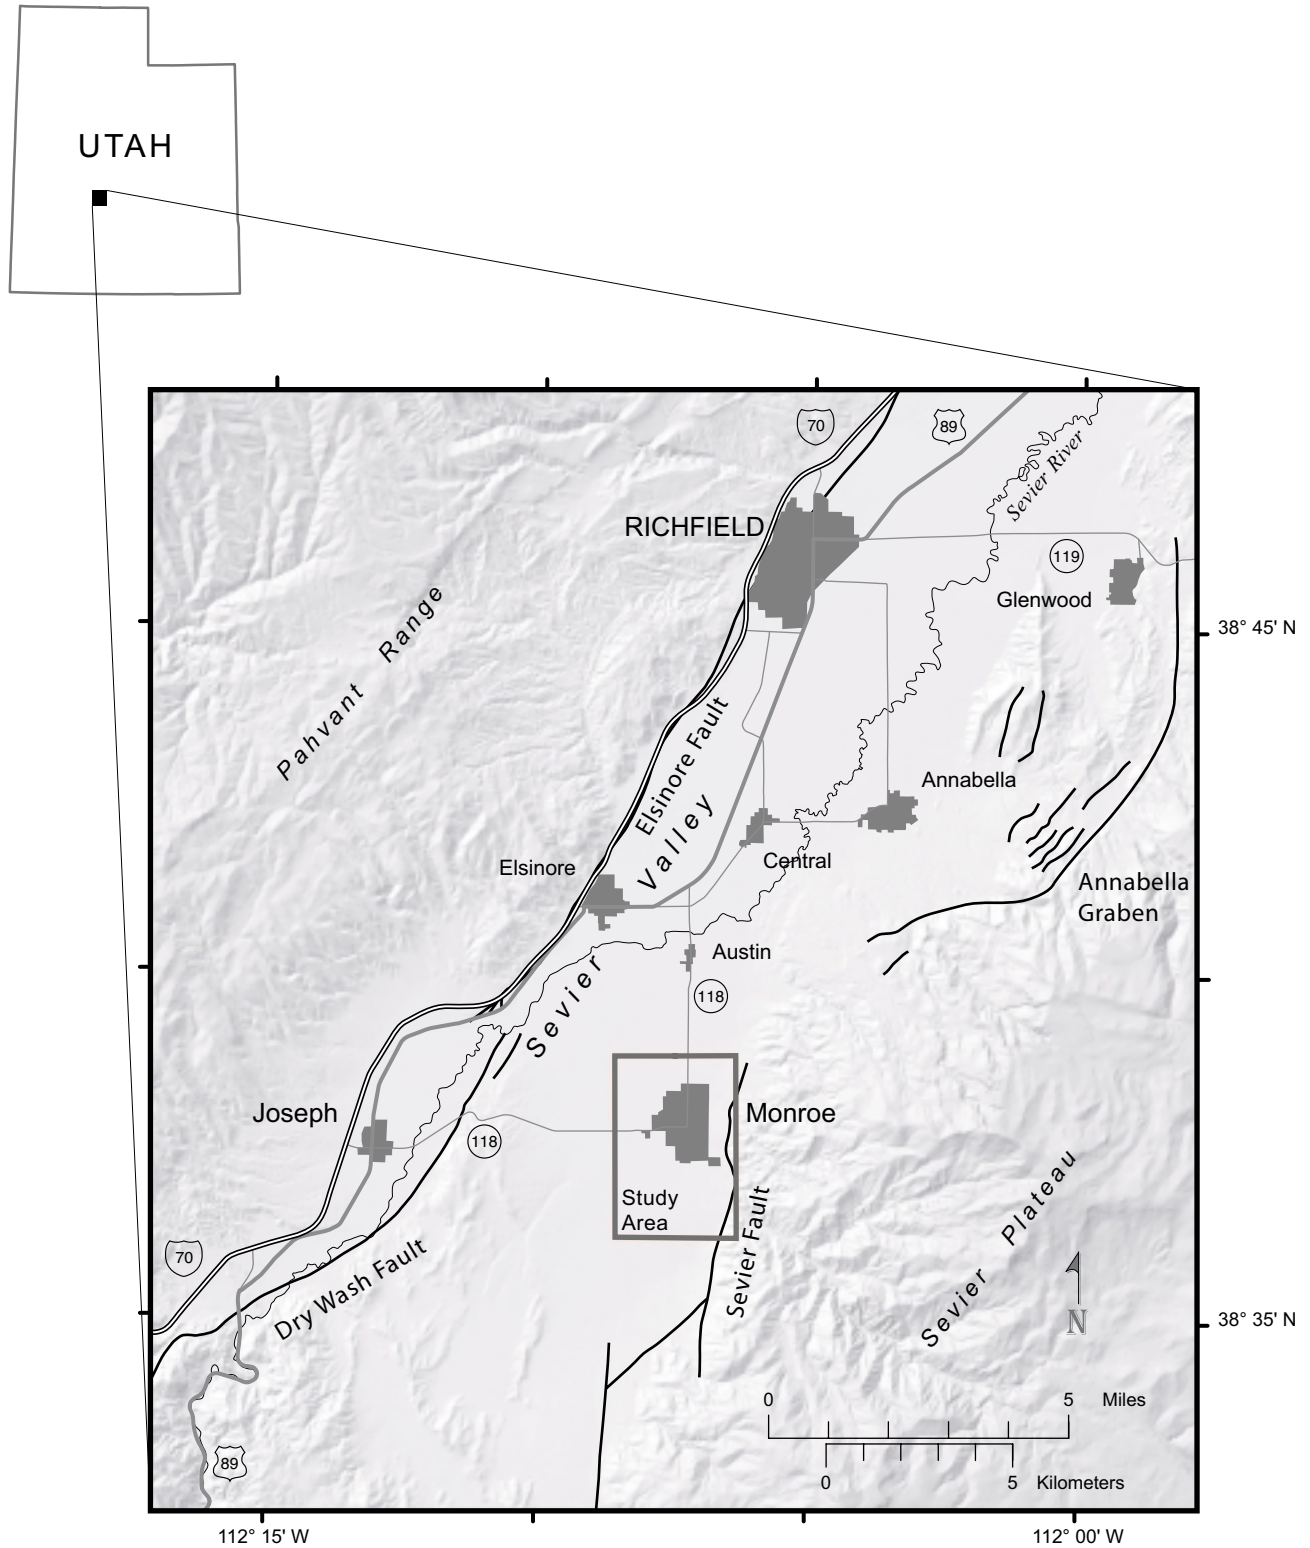 UTAH
70
89
Sevier River
RICHFIELD
119
Glenwood
38° 45' N
Pahvant Range
Elsinore Fault
Annabella
Elsinore
Central
Annabella
Graben
Austin
118
Sevier Valley
Joseph
118
Monroe
Study
Area
Sevier Fault
Sevier Plateau
70
Dry Wash Fault
N
38° 35' N
0 5 Miles
0 5 Kilometers
89
112° 15' W
112° 00' W